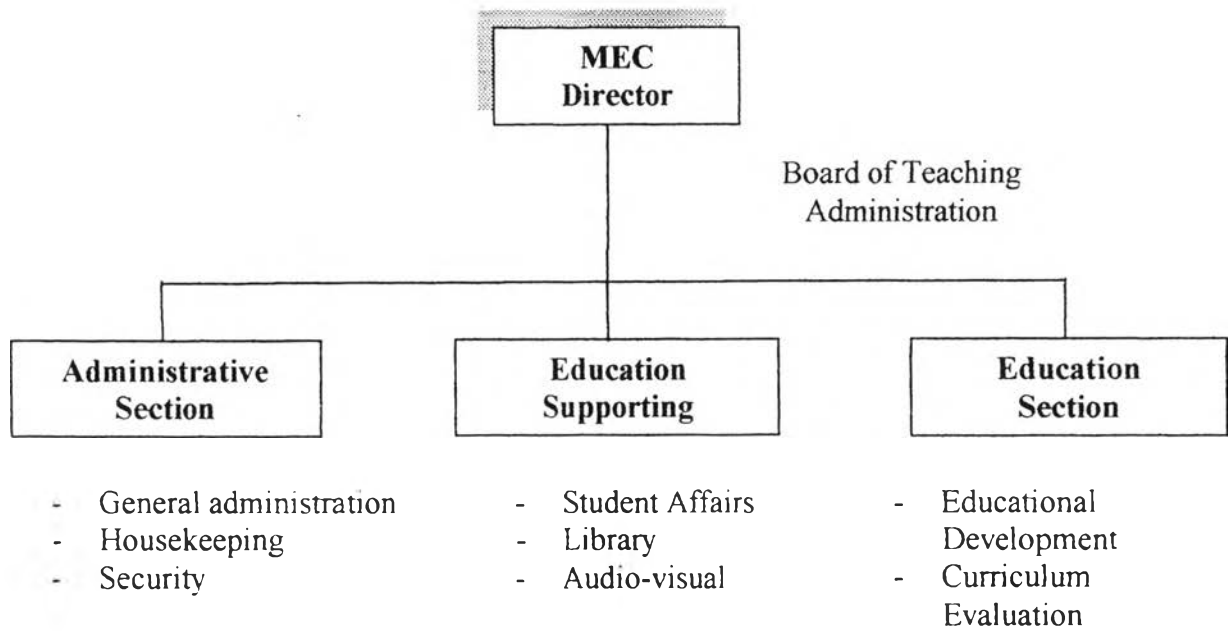 MEC
Director
Board of Teaching
Administration
Administrative
Section
Education
Supporting
Education
Section
- General administration
- Housekeeping
- Security
- Student Affairs
- Library
- Audio-visual
- Educational
Development
- Curriculum
Evaluation